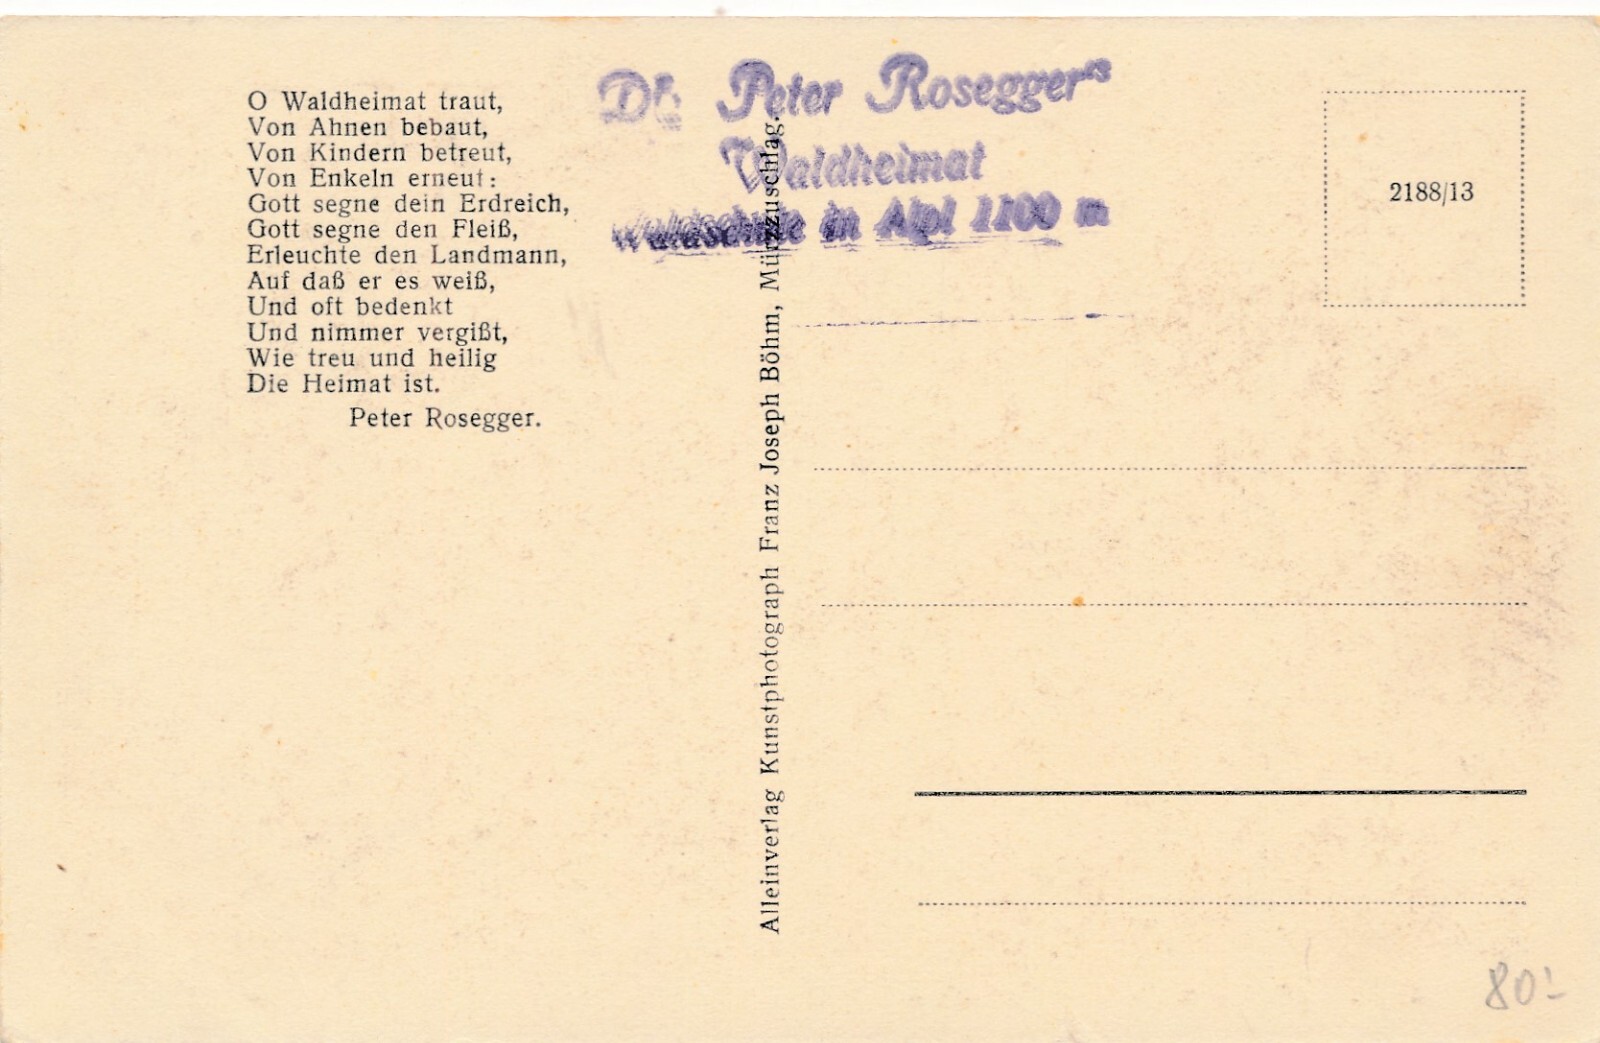 O Waldheimat traut,
Von Ahnen bebaut,
Von Kindern betreut,
Von Enkeln erneut:
Gott segne dein Erdreich,
Gott segne den Fleiß,
Erleuchte den Landmann,
Auf daß er es weiß,
Und oft bedenkt
Und nimmer vergißt,
Wie treu und heilig
Die Heimat ist.
Peter Rosegger.
Alleinverlag Kunstphotograph Franz Joseph Böhm, Mürzzuschlag.
Dr. Peter Rosegger's
Waldheimat
Waldschule in Alpl 1100 m
2188/13
80.-